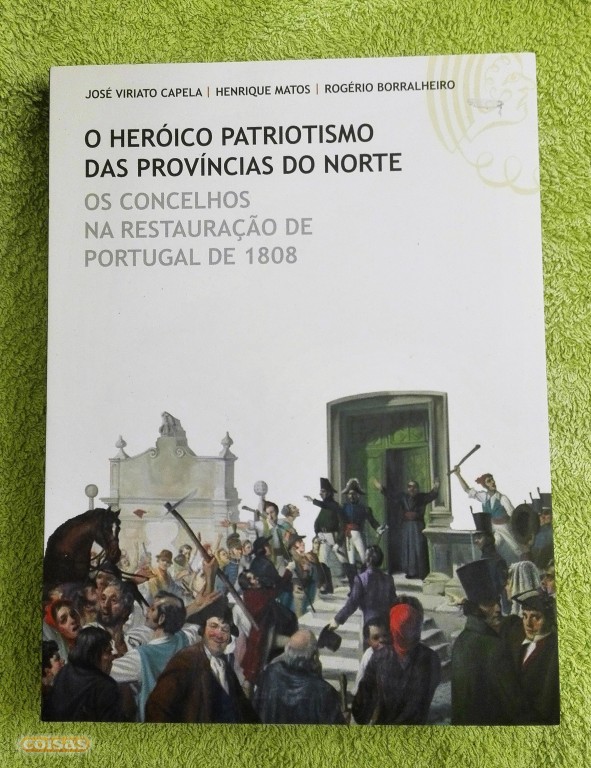 JOSÉ VIRIATO CAPELA | HENRIQUE MATOS | ROGÉRIO BORRALHEIRO
O HERÓICO PATRIOTISMO
DAS PROVÍNCIAS DO NORTE
OS CONCELHOS
NA RESTAURAÇÃO DE
PORTUGAL DE 1808
coisas